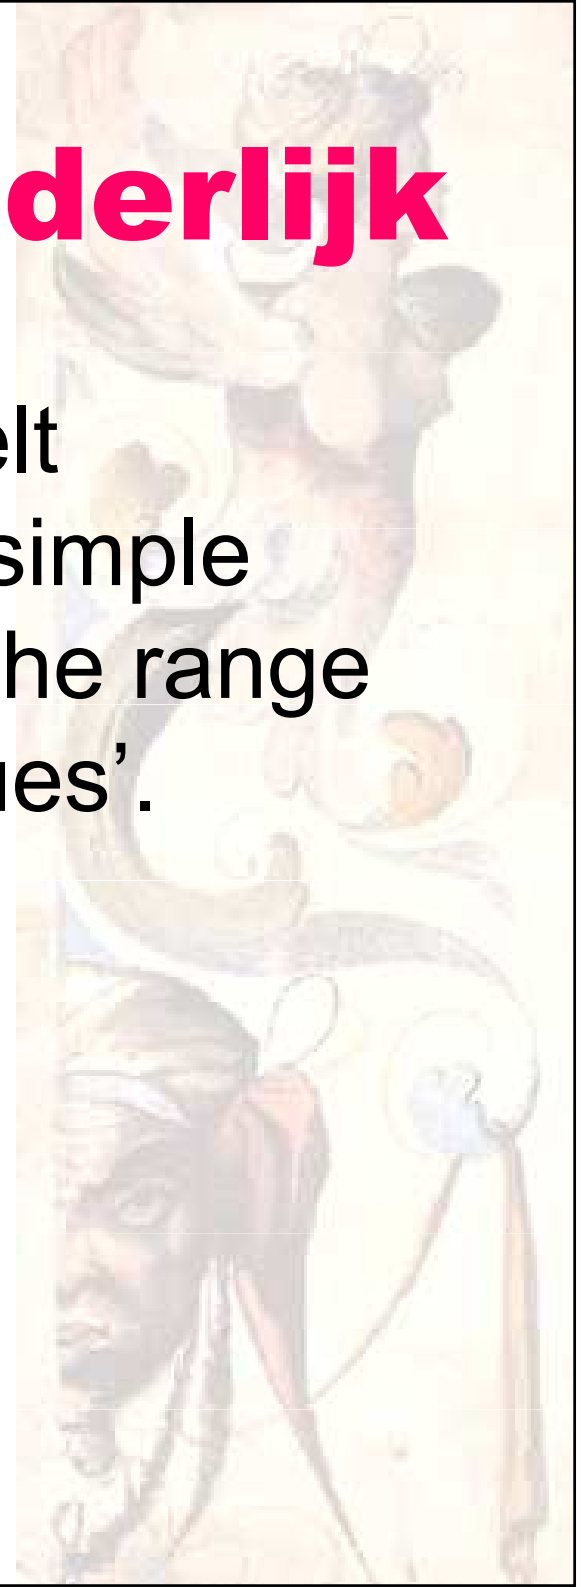 derlijk
elt
simple
he range
ues’.